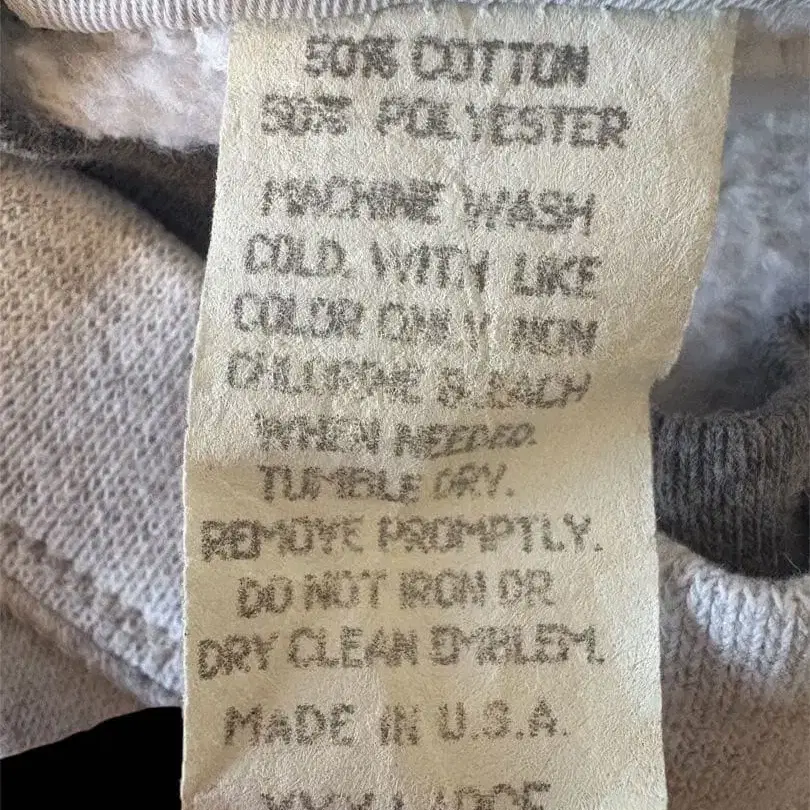 50% COTTON
50% POLYESTER
MACHINE WASH
COLD. WITH LIKE
COLOR ONLY NON
CHLORINE BLEACH
WHEN NEEDED.
TUMBLE DRY.
REMOVE PROMPTLY.
DO NOT IRON OR
DRY CLEAN EMBLEM.
MADE IN U.S.A.
LARGE